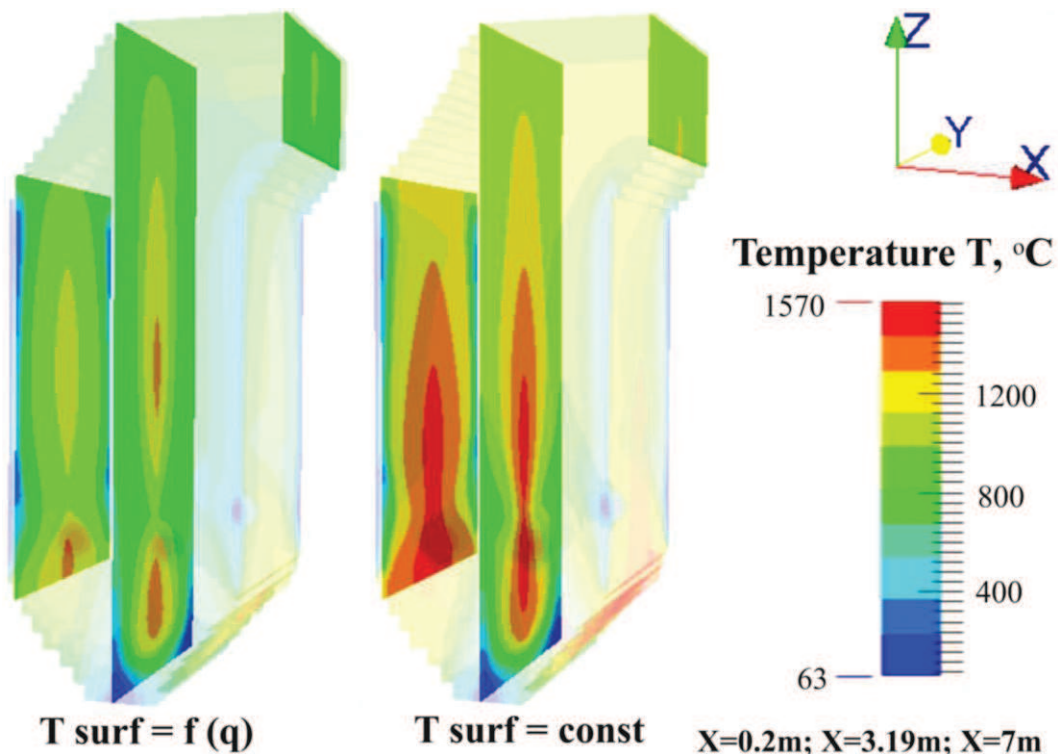 Z
Y
X
Temperature T, °C
1570
1200
800
400
63
T surf = f (q)
T surf = const
X=0.2m; X=3.19m; X=7m